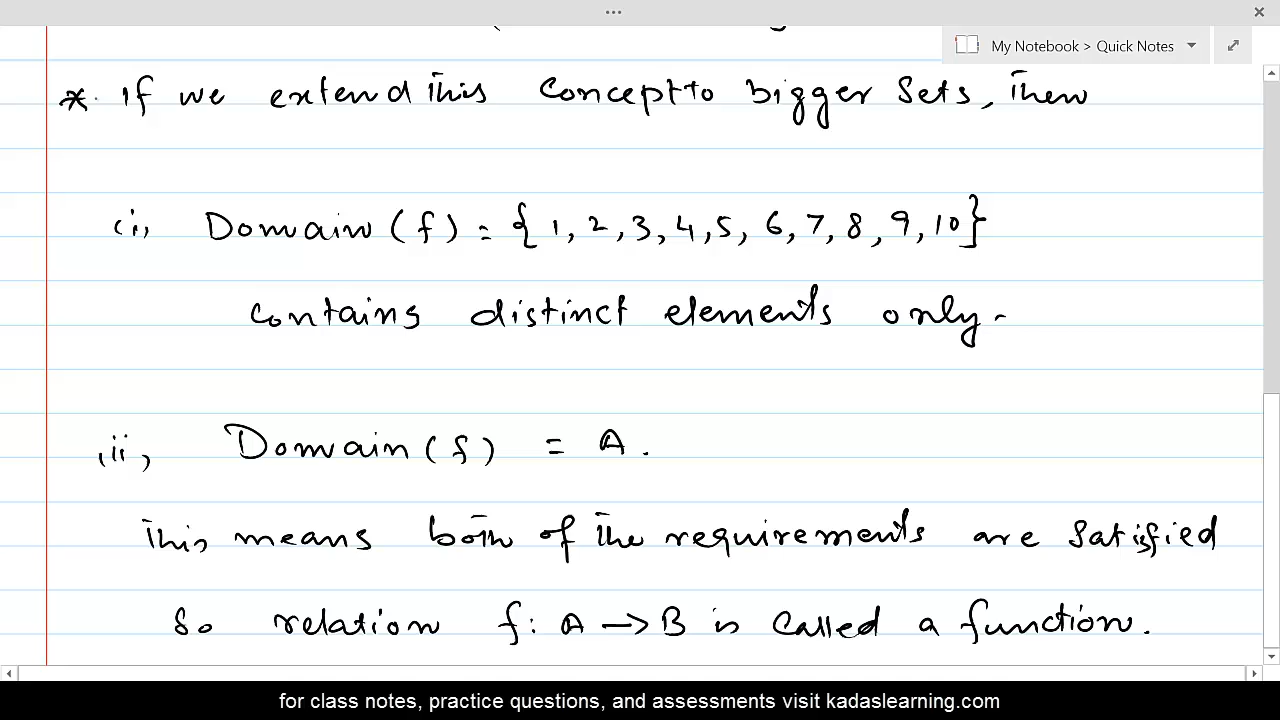 My Notebook > Quick Notes
* If we extend this concept to bigger sets, then
(i) Domain (f) = {1, 2, 3, 4, 5, 6, 7, 8, 9, 10}
contains distinct elements only.
(ii) Domain (f) = A.
This means both of the requirements are satisfied
So relation f: A → B is called a function.
for class notes, practice questions, and assessments visit kadaslearning.com